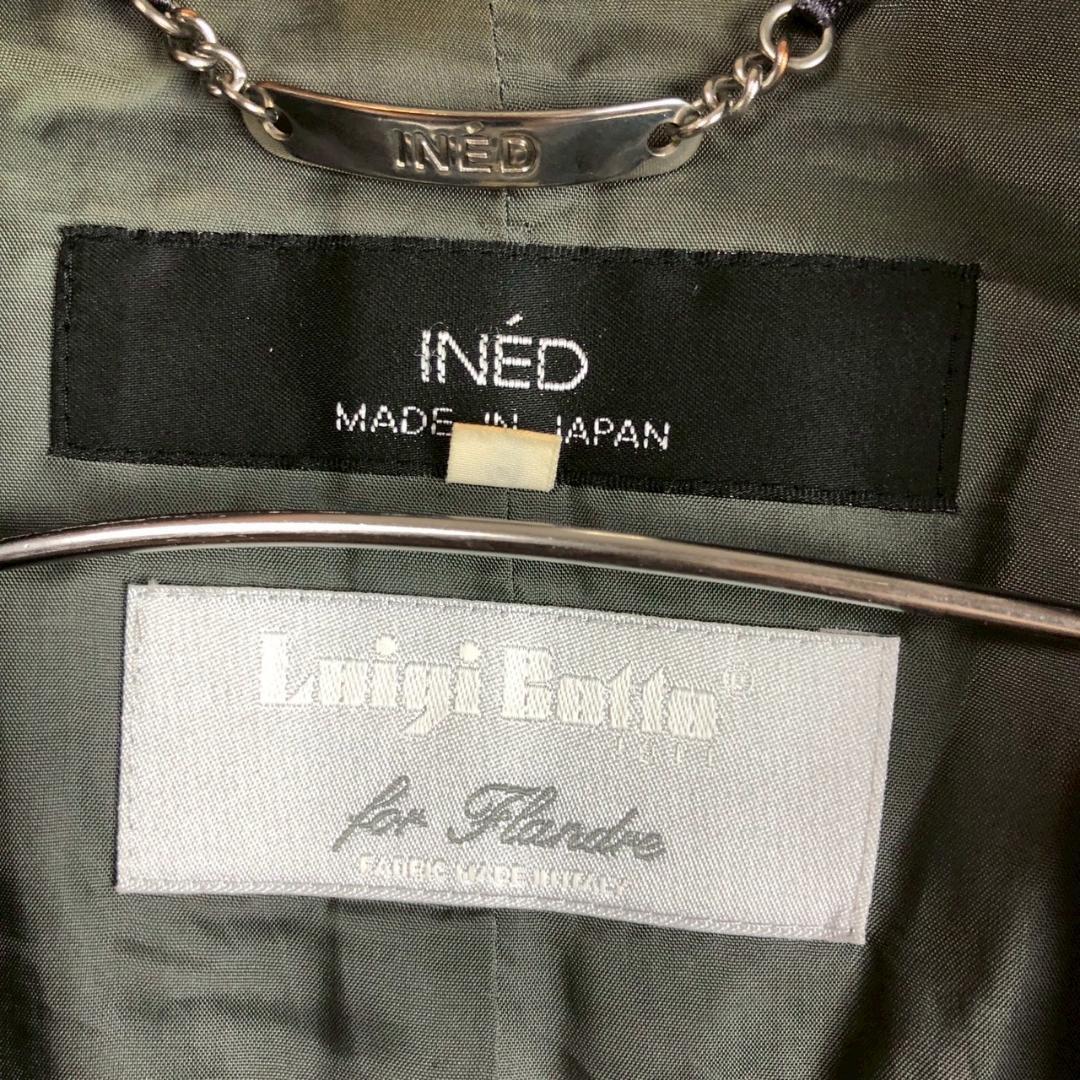 INÉD
INÉD
MADE IN JAPAN
Luigi Botto®
for Flandre
FABRIC MADE IN ITALY